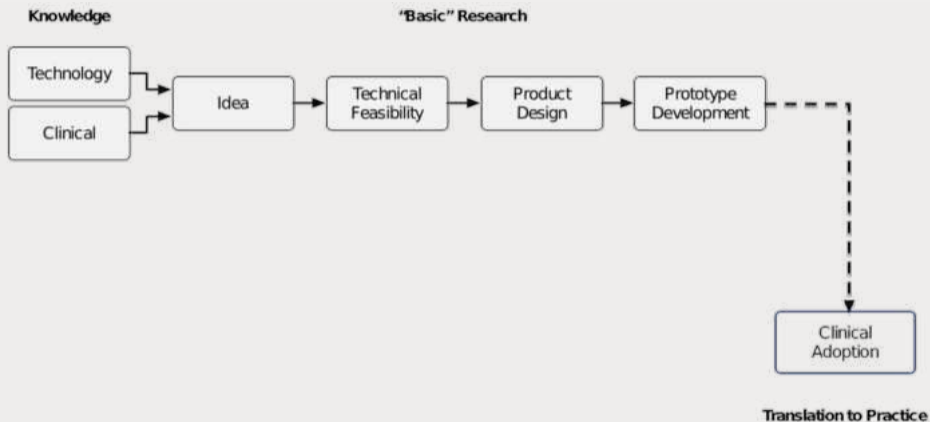 Knowledge
"Basic" Research
Technology
Clinical
Idea
Technical
Feasibility
Product
Design
Prototype
Development
Clinical
Adoption
Translation to Practice